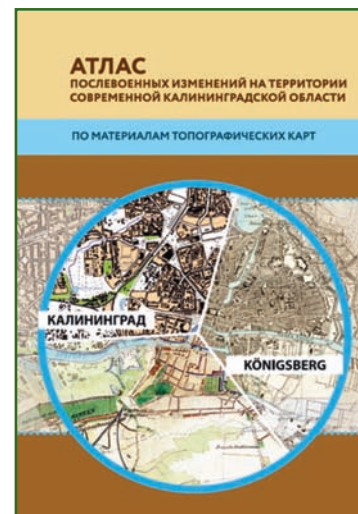 АТЛАС
ПОСЛЕВОЕННЫХ ИЗМЕНЕНИЙ НА ТЕРРИТОРИИ
СОВРЕМЕННОЙ КАЛИНИНГРАДСКОЙ ОБЛАСТИ
ПО МАТЕРИАЛАМ ТОПОГРАФИЧЕСКИХ КАРТ
КАЛИНИНГРАД
KÖNIGSBERG